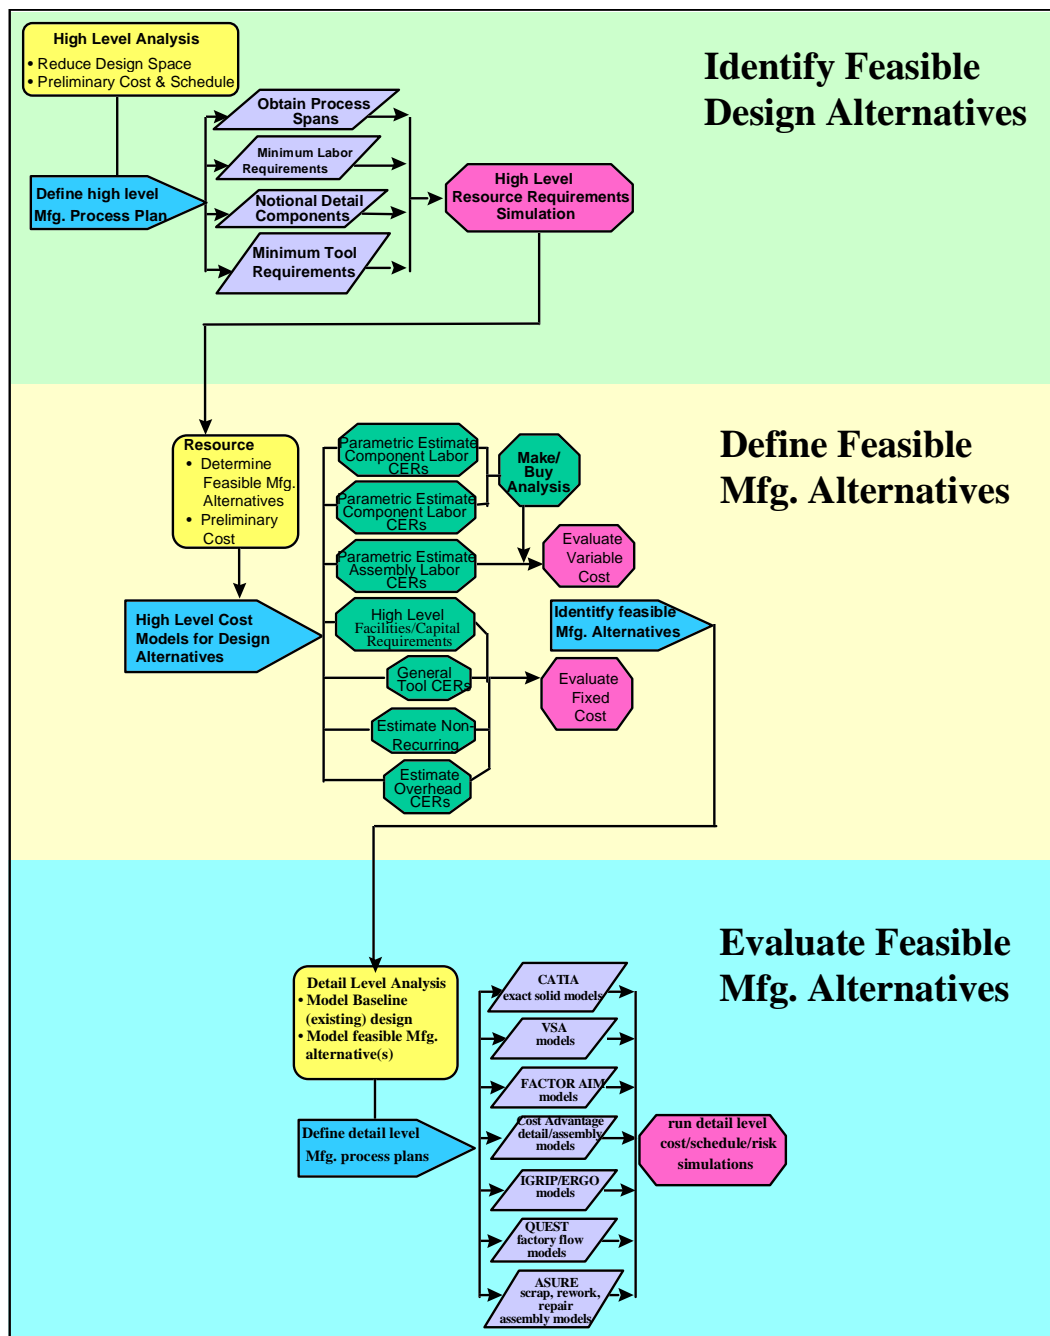 High Level Analysis
• Reduce Design Space
• Preliminary Cost & Schedule
Identify Feasible
Design Alternatives
Obtain Process
Spans
Minimum Labor
Requirements
Define high level
Mfg. Process Plan
Notional Detail
Components
Minimum Tool
Requirements
High Level
Resource Requirements
Simulation
Define Feasible
Mfg. Alternatives
Resource
• Determine
Feasible Mfg.
Alternatives
• Preliminary
Cost
Parametric Estimate
Component Labor
CERs
Make/
Buy
Analysis
Parametric Estimate
Component Labor
CERs
Parametric Estimate
Assembly Labor
CERs
Evaluate
Variable
Cost
High Level Cost
Models for Design
Alternatives
High Level
Facilities/Capital
Requirements
Identitfy feasible
Mfg. Alternatives
General
Tool CERs
Evaluate
Fixed
Cost
Estimate Non-
Recurring
Estimate
Overhead
CERs
Evaluate Feasible
Mfg. Alternatives
Detail Level Analysis
• Model Baseline
(existing) design
• Model feasible Mfg.
alternative(s)
CATIA
exact solid models
VSA
models
FACTOR AIM
models
Define detail level
Mfg. process plans
Cost Advantage
detail/assembly
models
run detail level
cost/schedule/risk
simulations
IGRIP/ERGO
models
QUEST
factory flow
models
ASURE
scrap, rework,
repair
assembly models